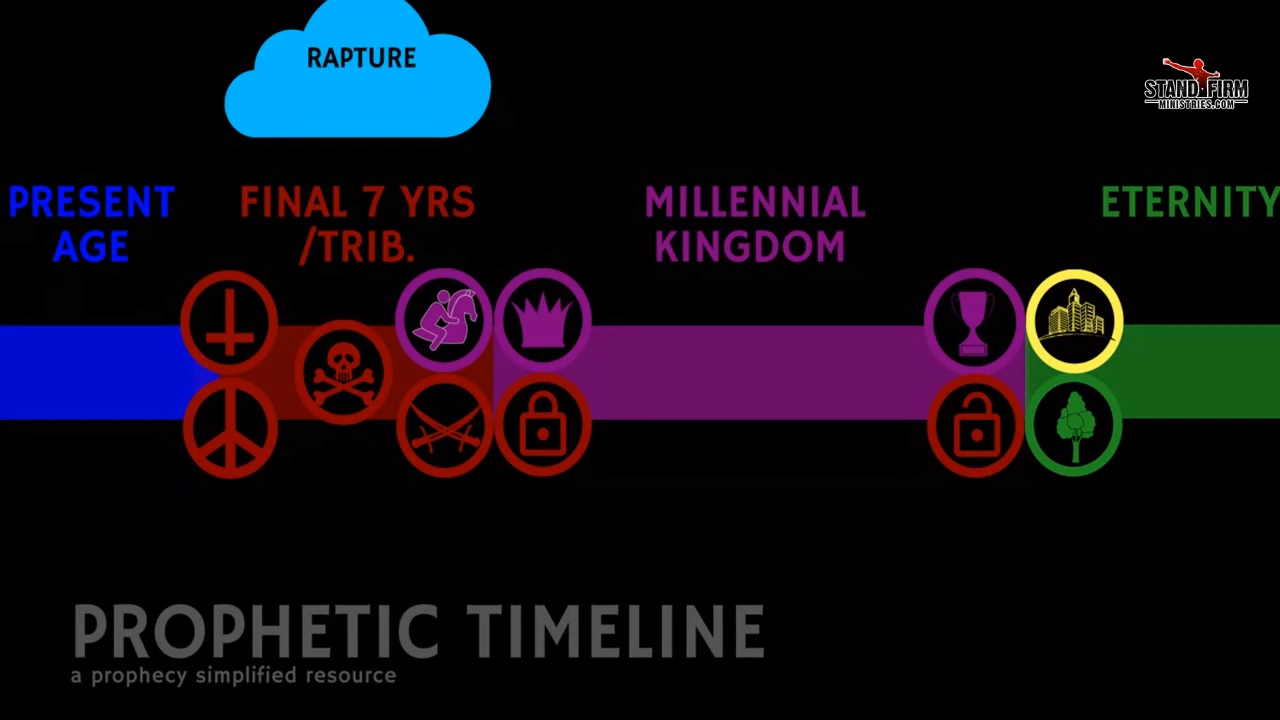 RAPTURE
STAND FIRM
MINISTRIES.COM
PRESENT
AGE
FINAL 7 YRS
/TRIB.
MILLENNIAL
KINGDOM
ETERNITY
PROPHETIC TIMELINE
a prophecy simplified resource